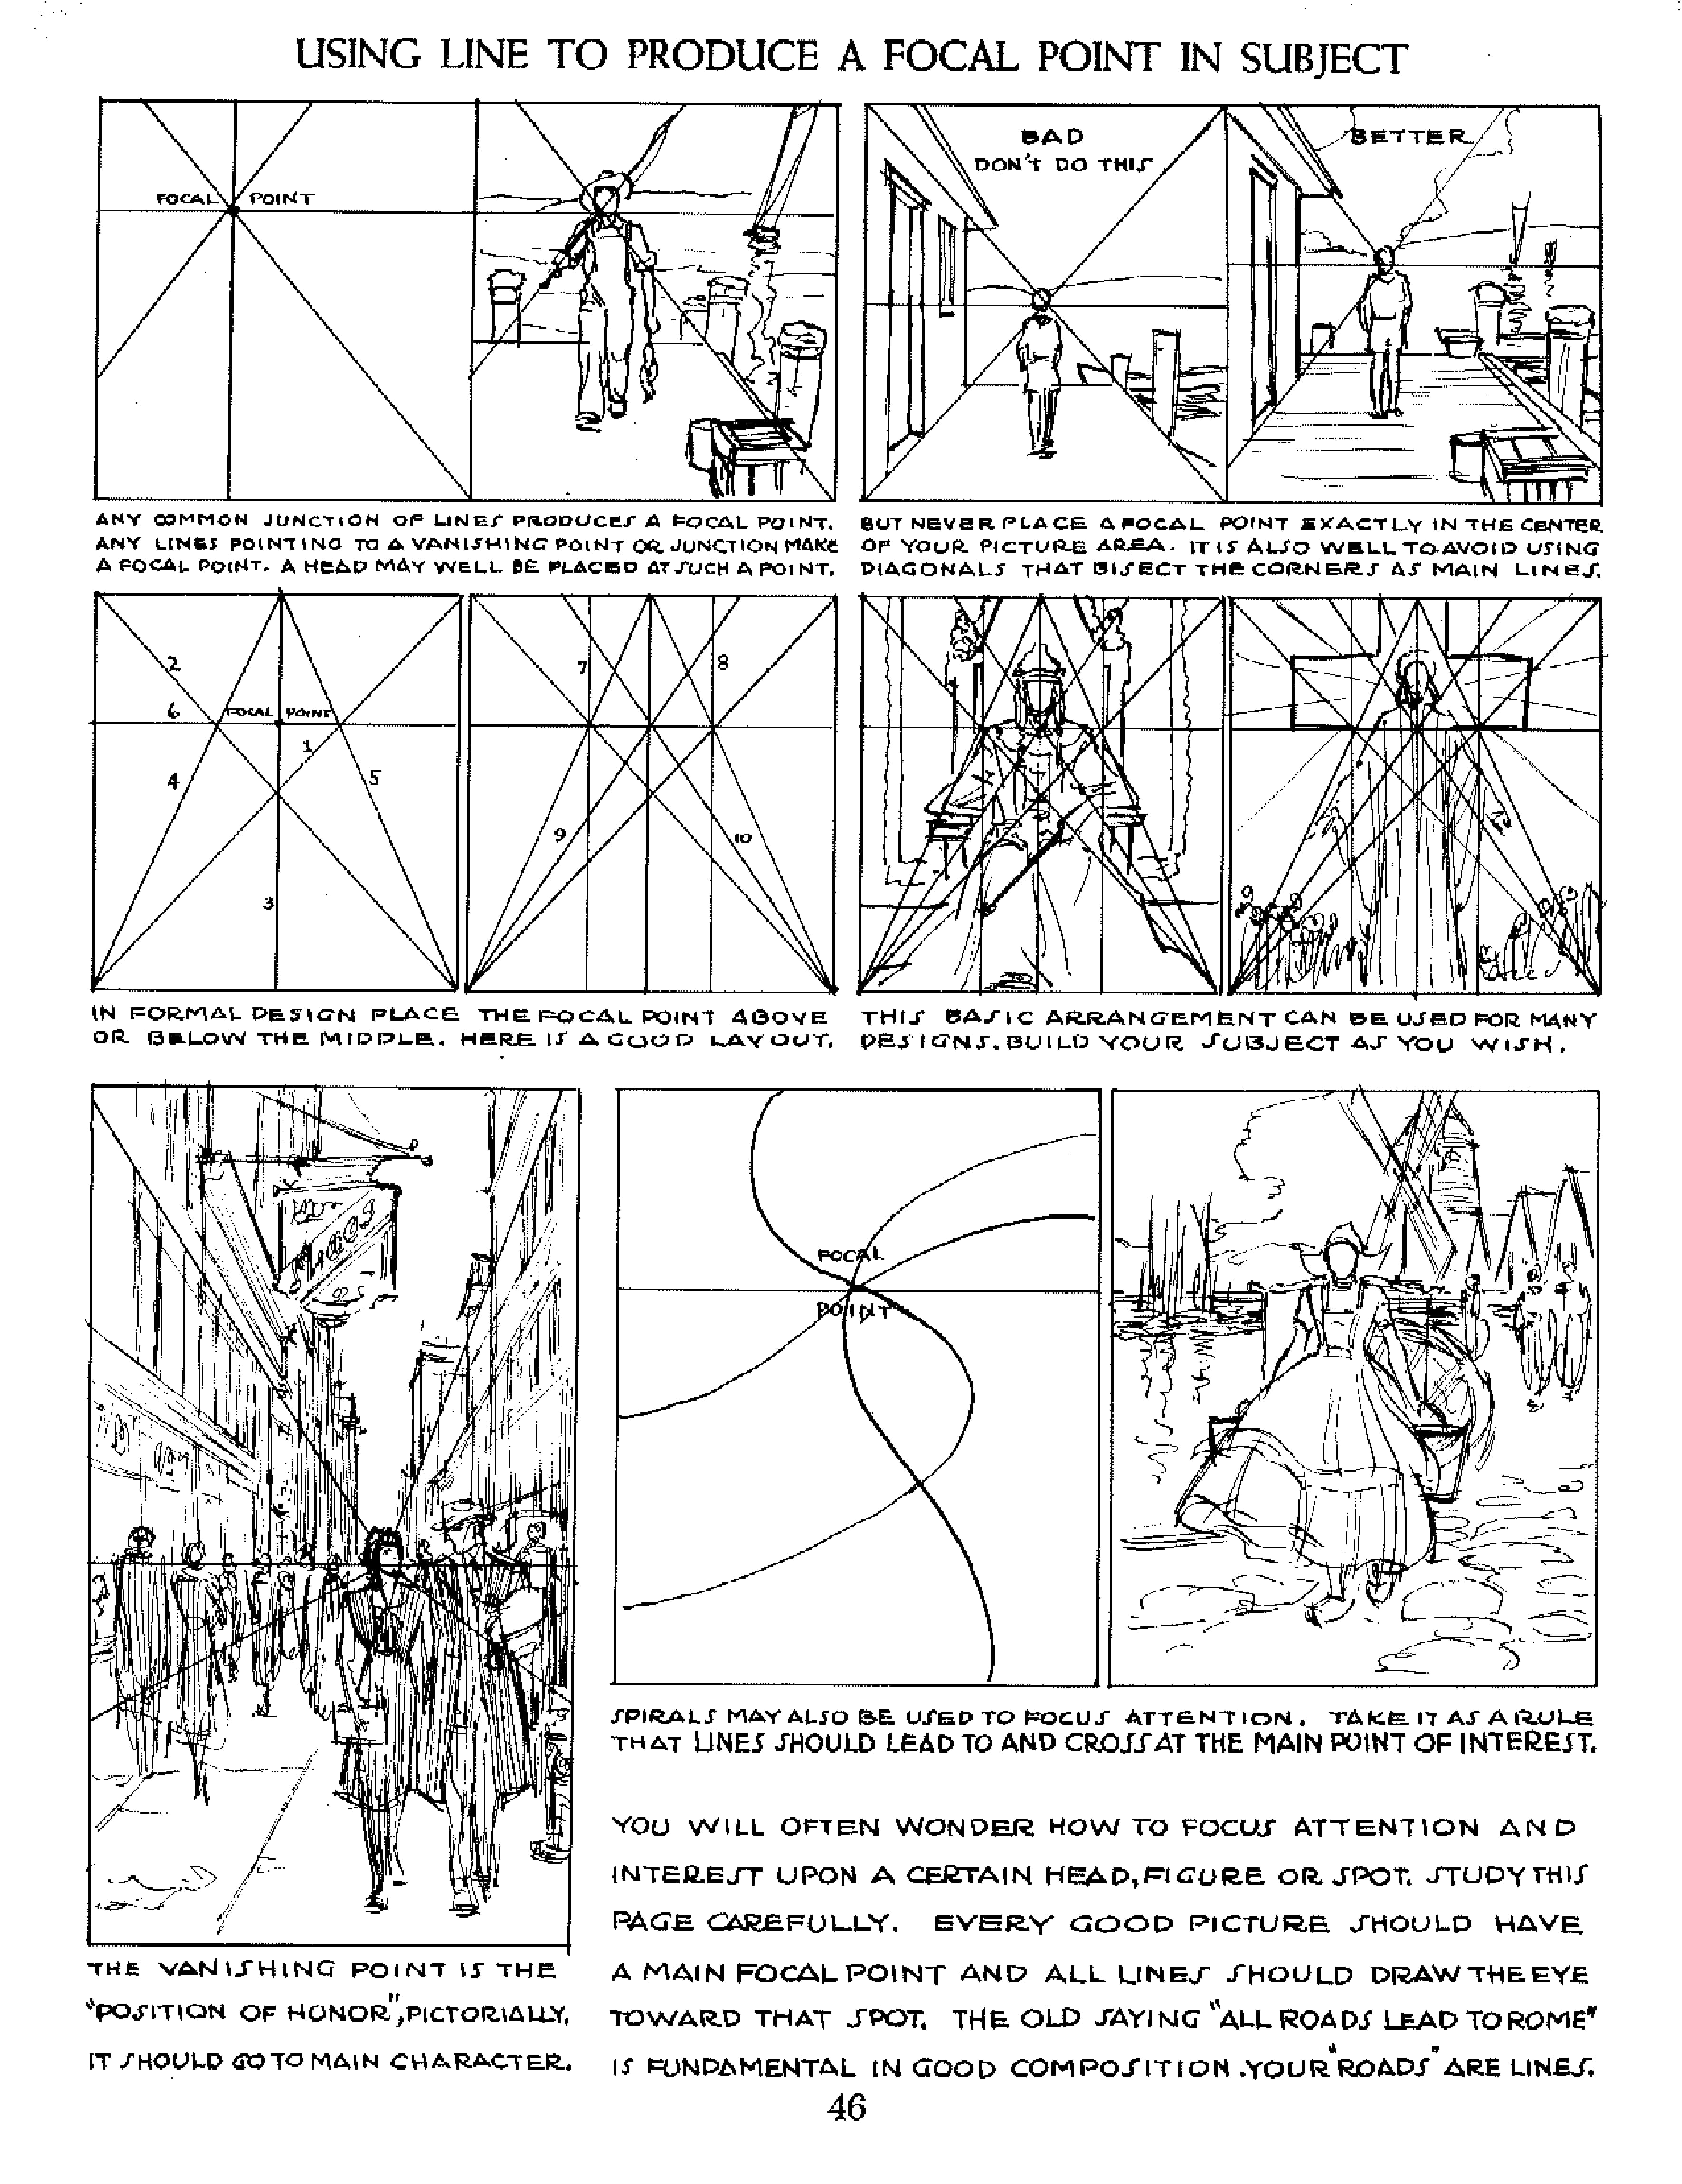 USING LINE TO PRODUCE A FOCAL POINT IN SUBJECT
FOCAL POINT
BAD
DON'T DO THIS
BETTER
ANY COMMON JUNCTION OF LINES PRODUCES A FOCAL POINT.
ANY LINES POINTING TO A VANISHING POINT OR JUNCTION MAKE
A FOCAL POINT. A HEAD MAY WELL BE PLACED AT SUCH A POINT.
BUT NEVER PLACE A FOCAL POINT EXACTLY IN THE CENTER
OF YOUR PICTURE AREA. IT IS ALSO WELL TO AVOID USING
DIAGONALS THAT BISECT THE CORNERS AS MAIN LINES.
2
6
FOCAL POINT
1
4
5
3
7
8
9
10
IN FORMAL DESIGN PLACE THE FOCAL POINT ABOVE
OR BELOW THE MIDDLE. HERE IS A GOOD LAYOUT.
THIS BASIC ARRANGEMENT CAN BE USED FOR MANY
DESIGNS. BUILD YOUR SUBJECT AS YOU WISH.
FOCAL
POINT
SPIRALS MAY ALSO BE USED TO FOCUS ATTENTION. TAKE IT AS A RULE
THAT LINES SHOULD LEAD TO AND CROSS AT THE MAIN POINT OF INTEREST.
THE VANISHING POINT IS THE
"POSITION OF HONOR", PICTORIALLY.
IT SHOULD GO TO MAIN CHARACTER.
YOU WILL OFTEN WONDER HOW TO FOCUS ATTENTION AND
INTEREST UPON A CERTAIN HEAD, FIGURE OR SPOT. STUDY THIS
PAGE CAREFULLY. EVERY GOOD PICTURE SHOULD HAVE
A MAIN FOCAL POINT AND ALL LINES SHOULD DRAW THE EYE
TOWARD THAT SPOT. THE OLD SAYING "ALL ROADS LEAD TO ROME"
IS FUNDAMENTAL IN GOOD COMPOSITION. YOUR "ROADS" ARE LINES.
46